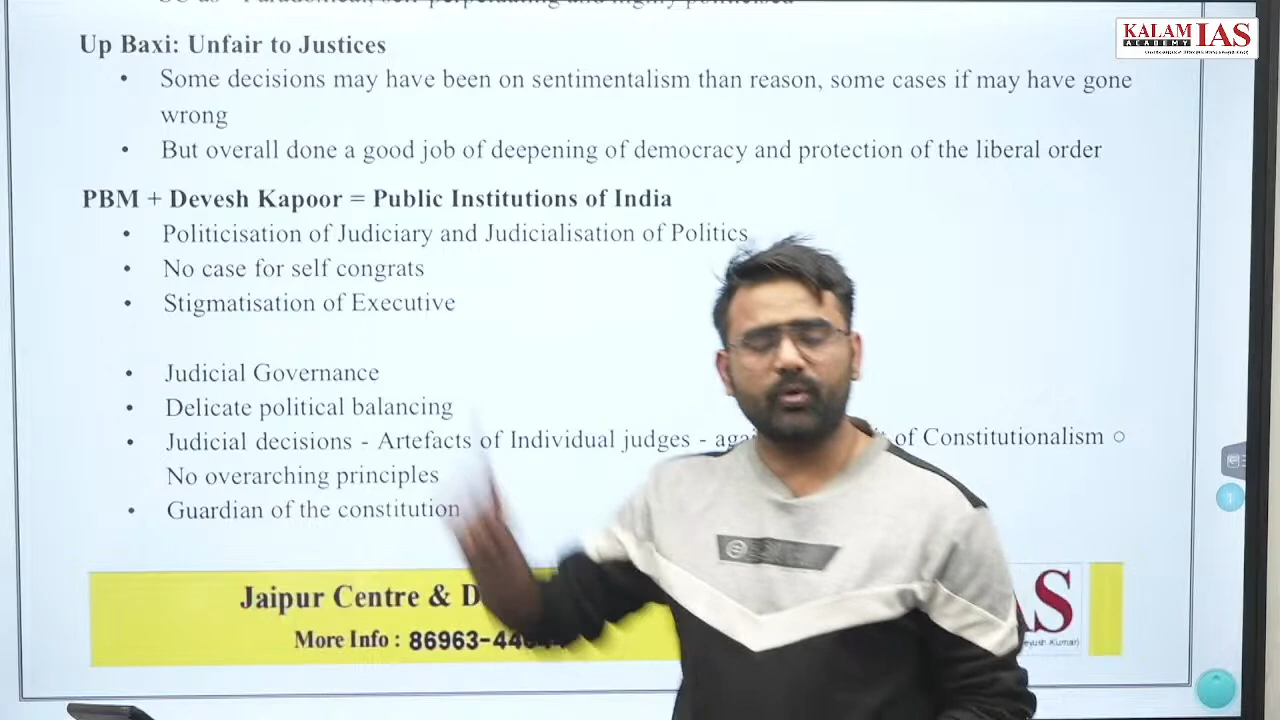 KALAM IAS
ACADEMY
Up Baxi: Unfair to Justices
• Some decisions may have been on sentimentalism than reason, some cases if may have gone
wrong
• But overall done a good job of deepening of democracy and protection of the liberal order
PBM + Devesh Kapoor = Public Institutions of India
• Politicisation of Judiciary and Judicialisation of Politics
• No case for self congrats
• Stigmatisation of Executive
• Judicial Governance
• Delicate political balancing
• Judicial decisions - Artefacts of Individual judges - of Constitutionalism ○
No overarching principles
• Guardian of the constitution
Jaipur Centre &
More Info : 86963-44